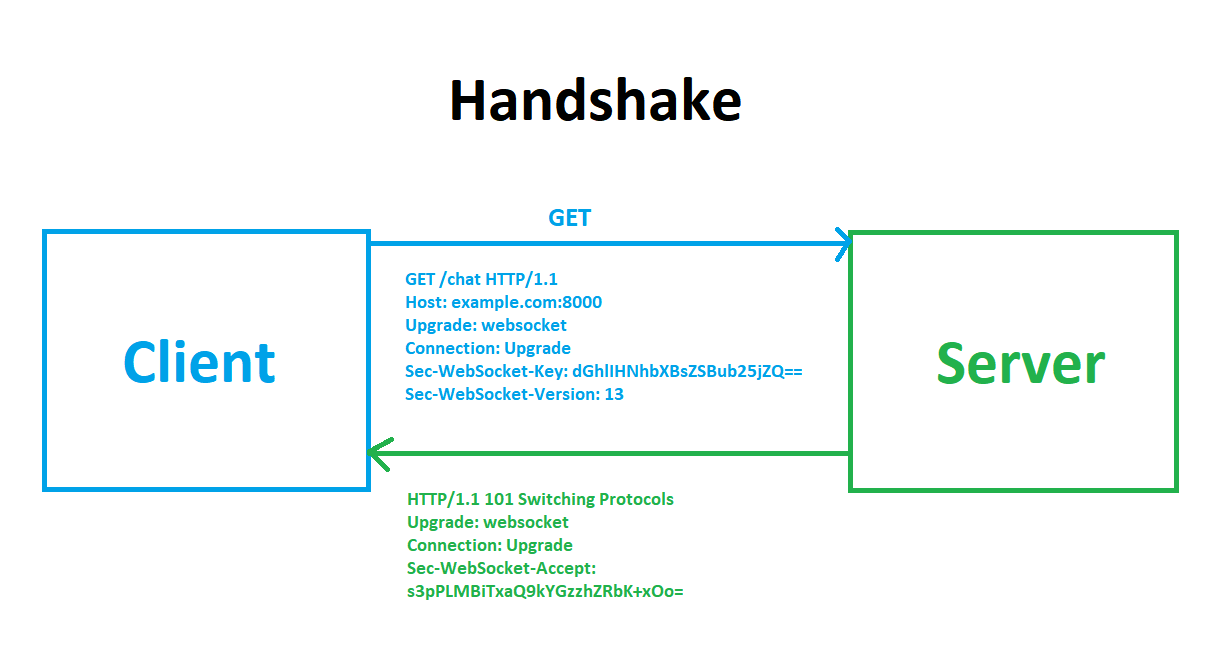 Handshake
GET
Client
GET /chat HTTP/1.1
Host: example.com:8000
Upgrade: websocket
Connection: Upgrade
Sec-WebSocket-Key: dGhlIHNhbXBsZSBub25jZQ==
Sec-WebSocket-Version: 13
Server
HTTP/1.1 101 Switching Protocols
Upgrade: websocket
Connection: Upgrade
Sec-WebSocket-Accept:
s3pPLMBiTxaQ9kYGzzhZRbK+xOo=